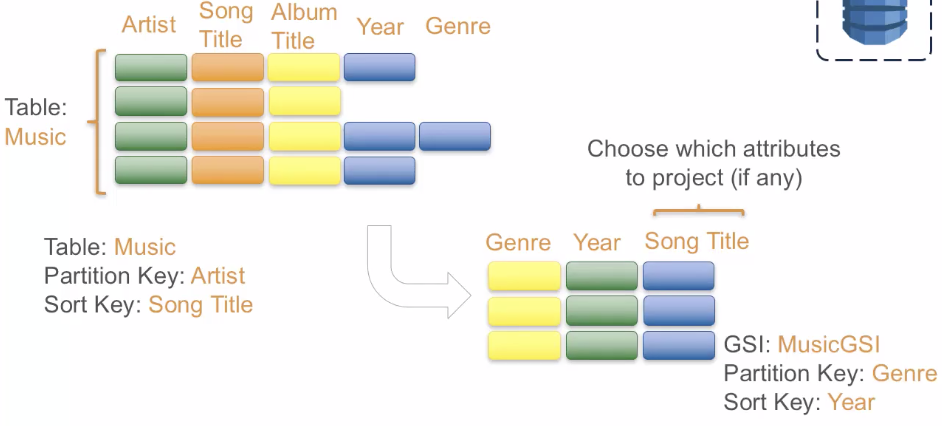 Artist
Song
Title
Album
Title
Year
Genre
Table:
Music
Table: Music
Partition Key: Artist
Sort Key: Song Title
Choose which attributes
to project (if any)
Genre
Year
Song Title
GSI: MusicGSI
Partition Key: Genre
Sort Key: Year